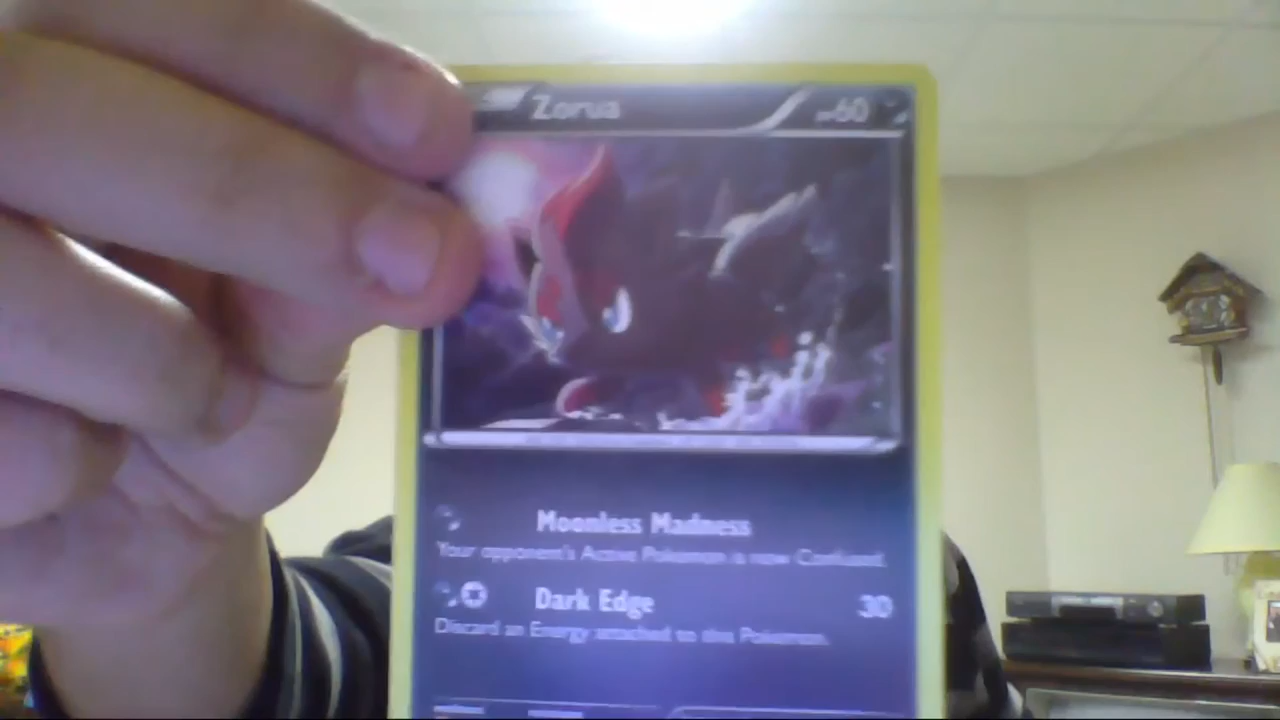 Zorua HP60
Moonless Madness
Your opponent's Active Pokémon is now Confused.
Dark Edge 30
Discard an Energy attached to this Pokémon.